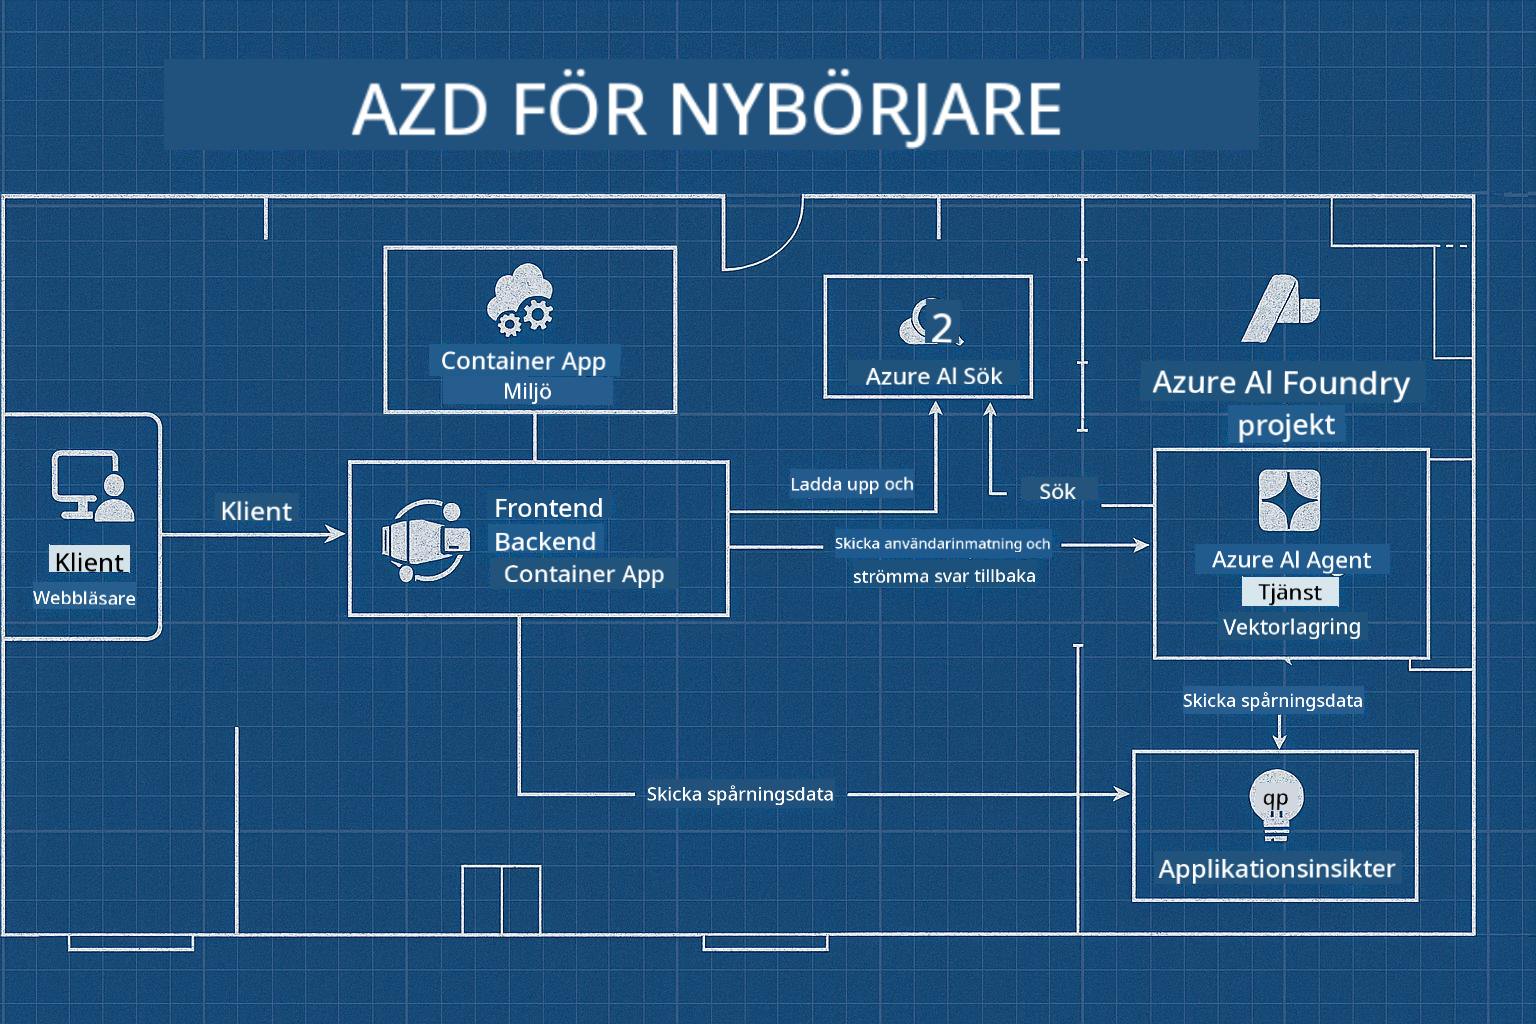 AZD FÖR NYBÖRJARE
Container App
Miljö
2
Azure AI Sök
Azure AI Foundry
projekt
Klient
Webbläsare
Klient
Frontend
Backend
Container App
Ladda upp och
Sök
Skicka användarinmatning och
strömma svar tillbaka
Azure AI Agent
Tjänst
Vektorlagring
Skicka spårningsdata
Skicka spårningsdata
qp
Applikationsinsikter